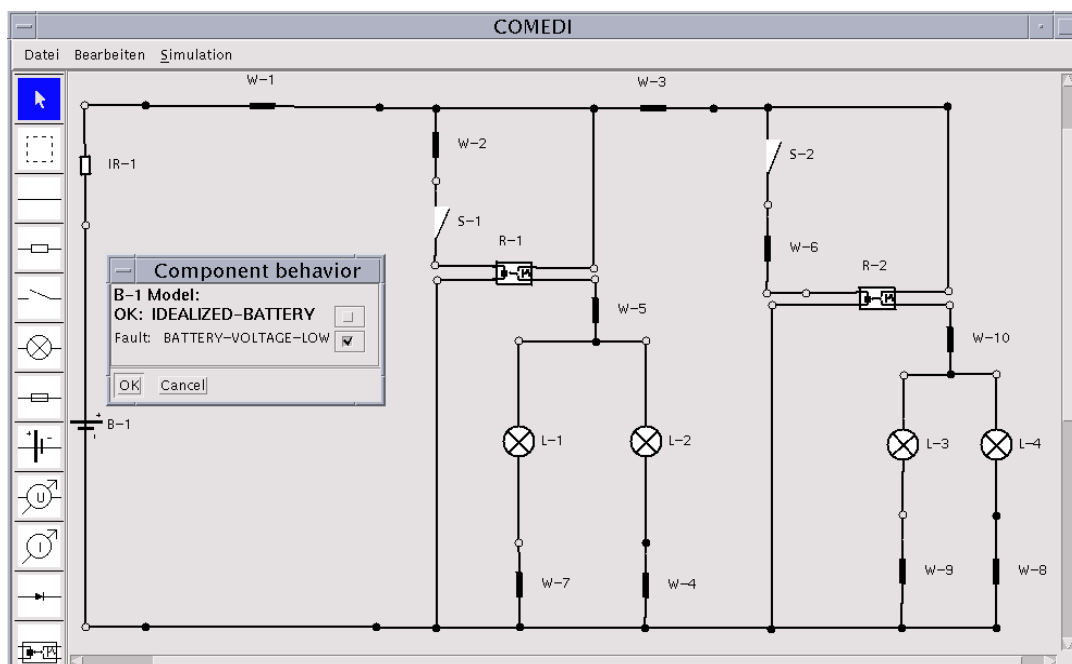 COMEDI
Datei Bearbeiten Simulation
W-1
W-3
IR-1
W-2
S-2
S-1
R-1
W-6
R-2
Component behavior
B-1 Model:
OK: IDEALIZED-BATTERY
Fault: BATTERY-VOLTAGE-LOW
OK Cancel
W-5
W-10
+
B-1
-
+ -
L-1
L-2
L-3
L-4
U
I
W-7
W-4
W-9
W-8